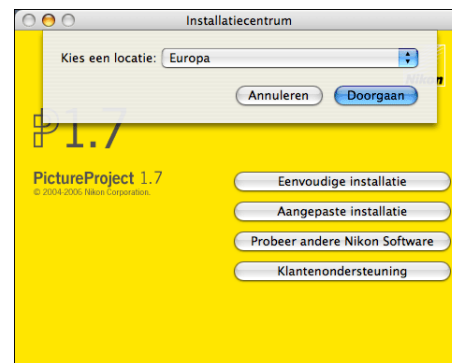 Installatiecentrum
Kies een locatie: Europa
Annuleren Doorgaan
Nikon
P1.7
PictureProject 1.7
© 2004-2006 Nikon Corporation.
Eenvoudige installatie
Aangepaste installatie
Probeer andere Nikon Software
Klantenondersteuning